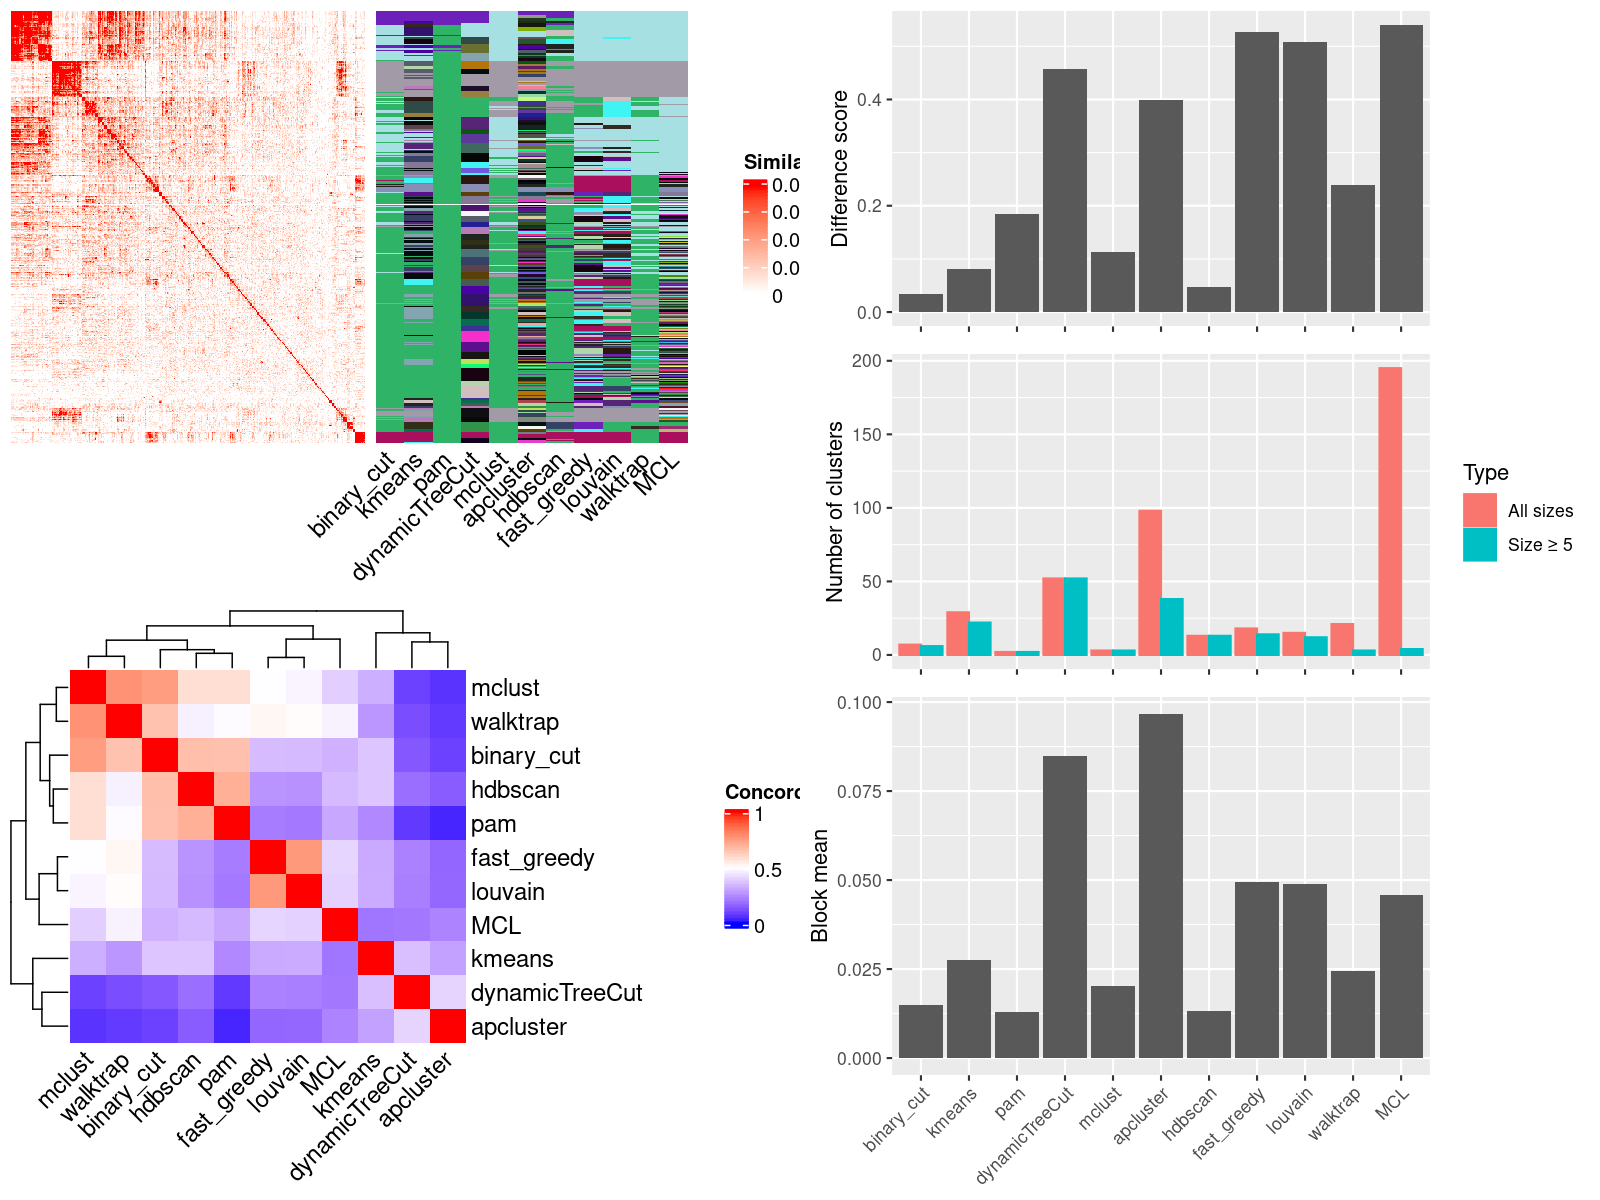 Simila
0.0
0.0
0.0
0.0
0
binary_cut
kmeans
pam
dynamicTreeCut
mclust
apcluster
hdbscan
fast_greedy
louvain
walktrap
MCL
mclust
walktrap
binary_cut
hdbscan
pam
fast_greedy
louvain
MCL
kmeans
dynamicTreeCut
apcluster
mclust
walktrap
binary_cut
hdbscan
pam
fast_greedy
louvain
MCL
kmeans
dynamicTreeCut
apcluster
Concord
1
0.5
0
Difference score
0.4
0.2
0.0
Number of clusters
200
150
100
50
0
Type
All sizes
Size ≥ 5
Block mean
0.100
0.075
0.050
0.025
0.000
binary_cut
kmeans
pam
dynamicTreeCut
mclust
apcluster
hdbscan
fast_greedy
louvain
walktrap
MCL